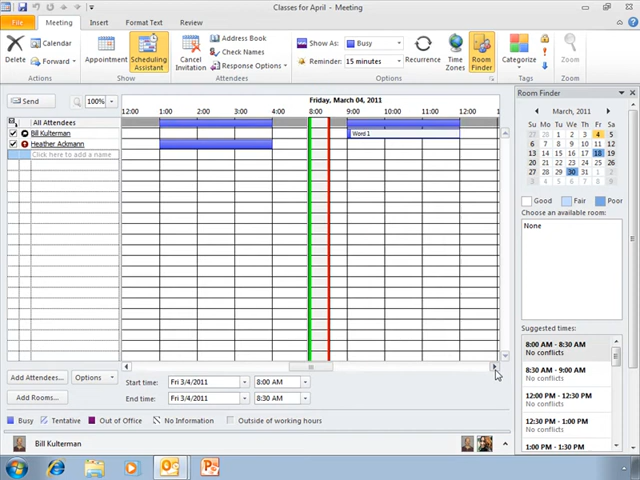 Classes for April - Meeting
File Meeting Insert Format Text Review
Delete
Calendar
Forward
Actions
Appointment
Scheduling
Assistant
Show
Cancel
Invitation
Address Book
Check Names
Response Options
Attendees
Show As: Busy
Reminder: 15 minutes
Recurrence
Time
Zones
Room
Finder
Options
Categorize
Tags
Zoom
Zoom
Send 100%
Friday, March 04, 2011
12:00 1:00 2:00 3:00 4:00 8:00 9:00 10:00 11:00 12:00
All Attendees
Bill Kulterman
Word 1
Heather Ackmann
Click here to add a name
Add Attendees... Options
Start time: Fri 3/4/2011 8:00 AM
Add Rooms...
End time: Fri 3/4/2011 8:30 AM
Busy Tentative Out of Office No Information Outside of working hours
Bill Kulterman
Room Finder
March, 2011
Su Mo Tu We Th Fr Sa
27 28 1 2 3 4 5
6 7 8 9 10 11 12
13 14 15 16 17 18 19
20 21 22 23 24 25 26
27 28 29 30 31 1 2
3 4 5 6 7 8 9
Good Fair Poor
Choose an available room:
None
Suggested times:
8:00 AM - 8:30 AM
No conflicts
8:30 AM - 9:00 AM
No conflicts
12:00 PM - 12:30 PM
No conflicts
12:30 PM - 1:00 PM
No conflicts
1:00 PM - 1:30 PM